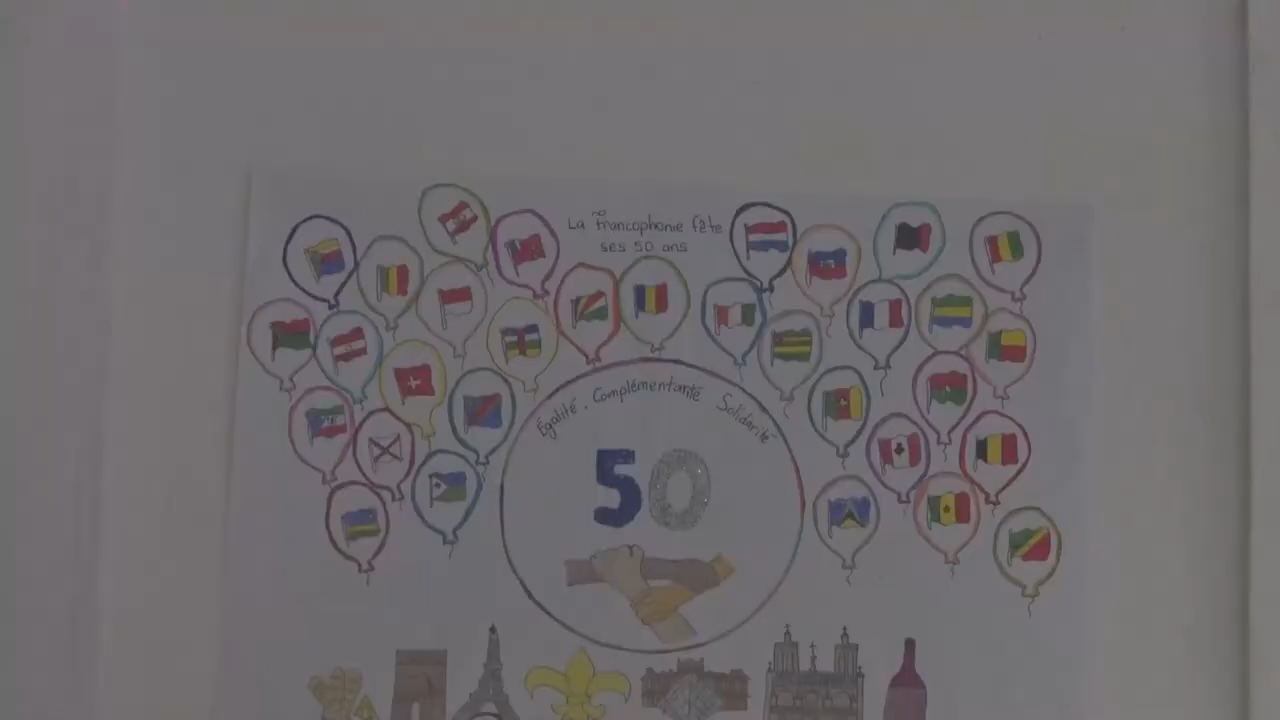 La Francophonie fête
ses 50 ans
Égalité, Complémentarité Solidarité
50